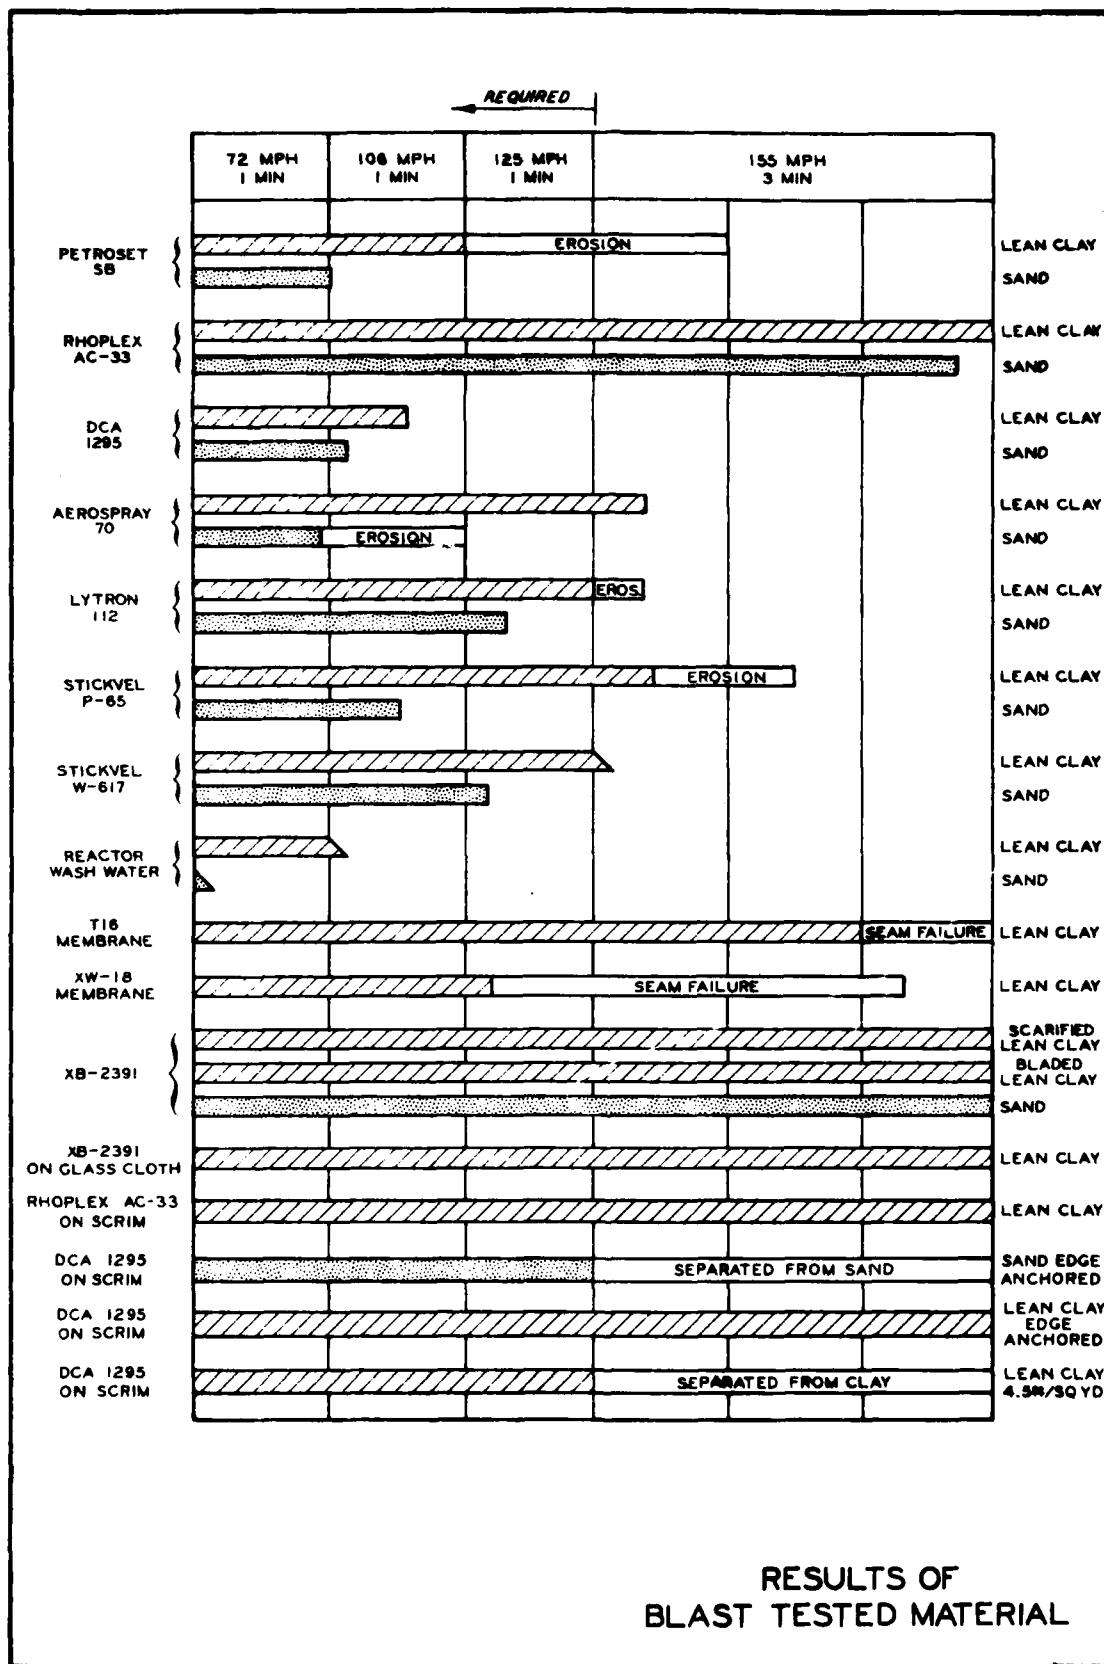 REQUIRED
72 MPH
1 MIN
106 MPH
1 MIN
125 MPH
1 MIN
155 MPH
3 MIN
PETROSET
SB
EROSION
LEAN CLAY
SAND
RHOPLEX
AC-33
LEAN CLAY
SAND
DCA
1295
LEAN CLAY
SAND
AEROSPRAY
70
EROSION
LEAN CLAY
SAND
LYTRON
112
EROS.
LEAN CLAY
SAND
STICKVEL
P-65
EROSION
LEAN CLAY
SAND
STICKVEL
W-617
LEAN CLAY
SAND
REACTOR
WASH WATER
LEAN CLAY
SAND
T16
MEMBRANE
SEAM FAILURE
LEAN CLAY
XW-18
MEMBRANE
SEAM FAILURE
LEAN CLAY
XB-2391
SCARIFIED
LEAN CLAY
BLADED
LEAN CLAY
SAND
XB-2391
ON GLASS CLOTH
LEAN CLAY
RHOPLEX AC-33
ON SCRIM
LEAN CLAY
DCA 1295
ON SCRIM
SEPARATED FROM SAND
SAND EDGE
ANCHORED
DCA 1295
ON SCRIM
LEAN CLAY
EDGE
ANCHORED
DCA 1295
ON SCRIM
SEPARATED FROM CLAY
LEAN CLAY
4.5#/SQ YD
RESULTS OF
BLAST TESTED MATERIAL